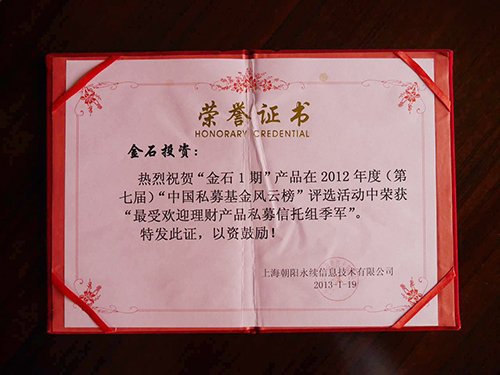 荣誉证书
HONORARY CREDENTIAL
金石投资：
热烈祝贺“金石1期”产品在2012年度（第
七届）“中国私募基金风云榜”评选活动中荣获
“最受欢迎理财产品私募信托组季军”。
特发此证，以资鼓励！
上海朝阳永续信息技术有限公司
2013-1-19